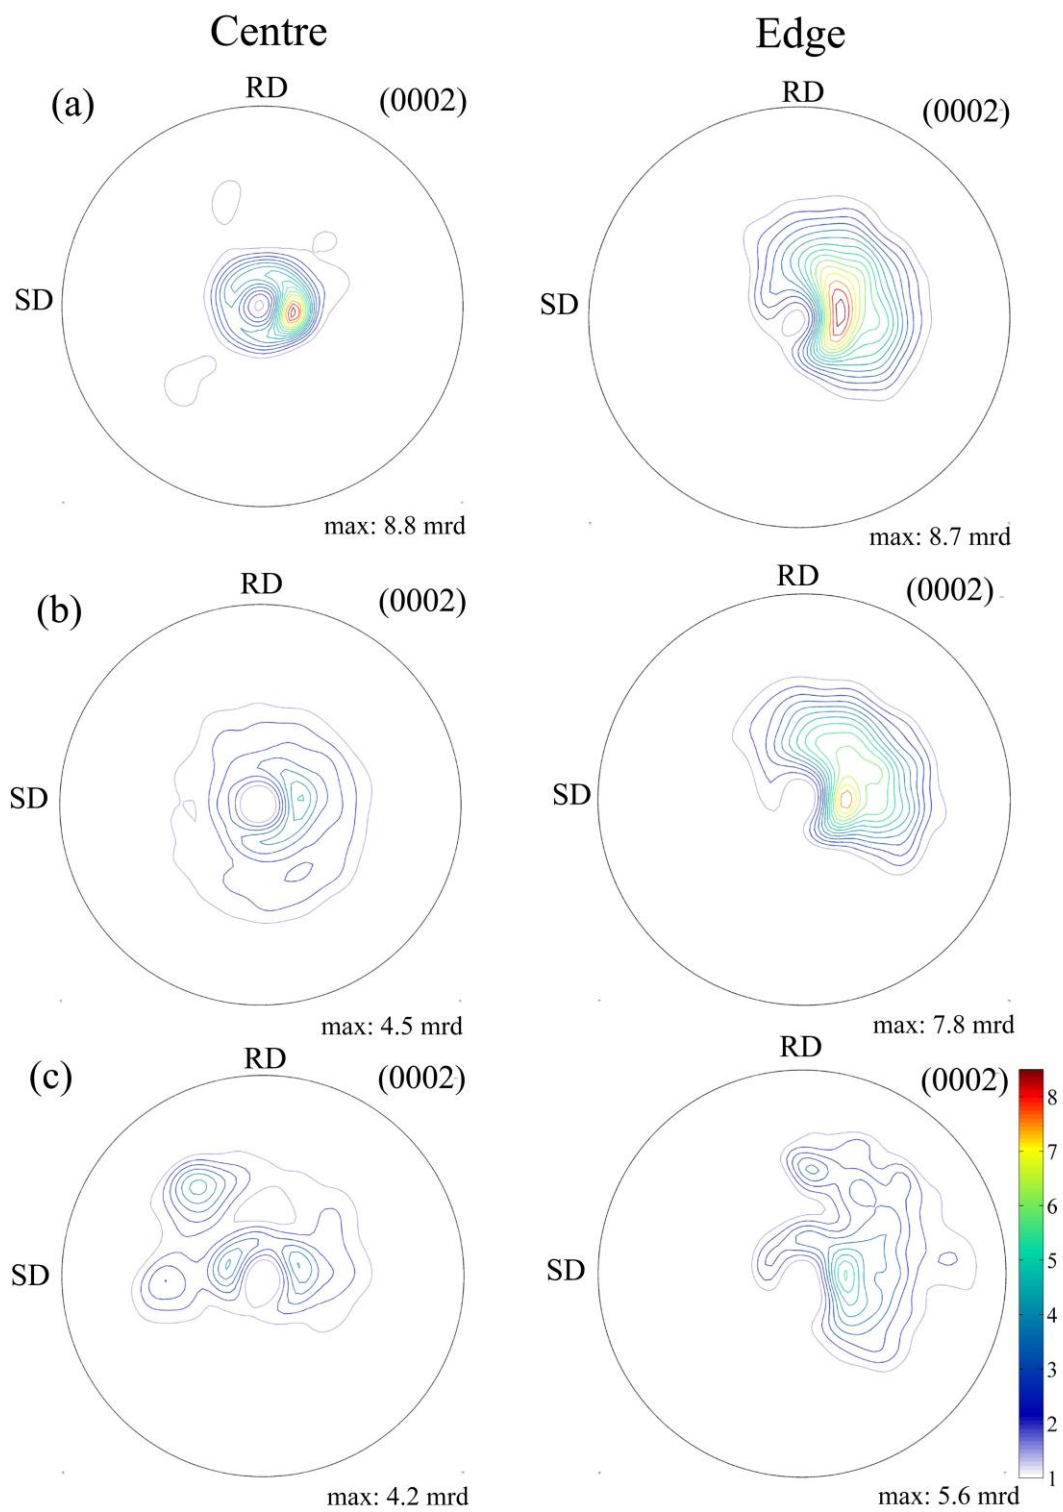 Centre
Edge
(a)
RD
(0002)
RD
(0002)
SD
SD
max: 8.8 mrd
max: 8.7 mrd
(b)
RD
(0002)
RD
(0002)
SD
SD
max: 4.5 mrd
max: 7.8 mrd
(c)
RD
(0002)
RD
(0002)
SD
SD
8
7
6
5
4
3
2
1
max: 4.2 mrd
max: 5.6 mrd